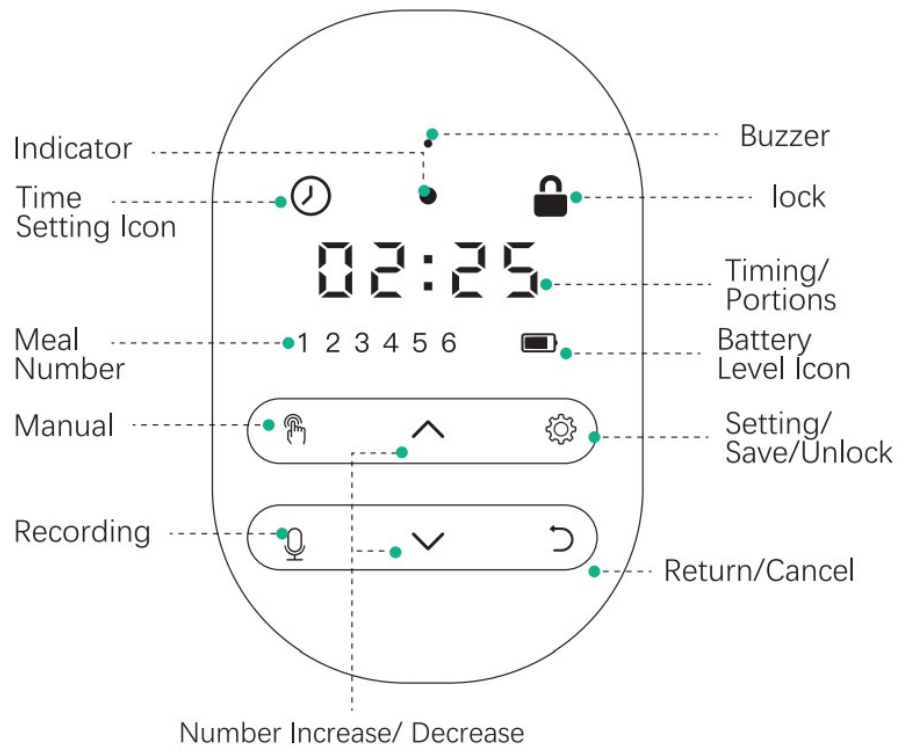 Buzzer
Indicator
Time
Setting Icon
lock
02:25
Timing/
Portions
Meal
Number
1 2 3 4 5 6
Battery
Level Icon
Manual
Setting/
Save/Unlock
Recording
Return/Cancel
Number Increase/ Decrease